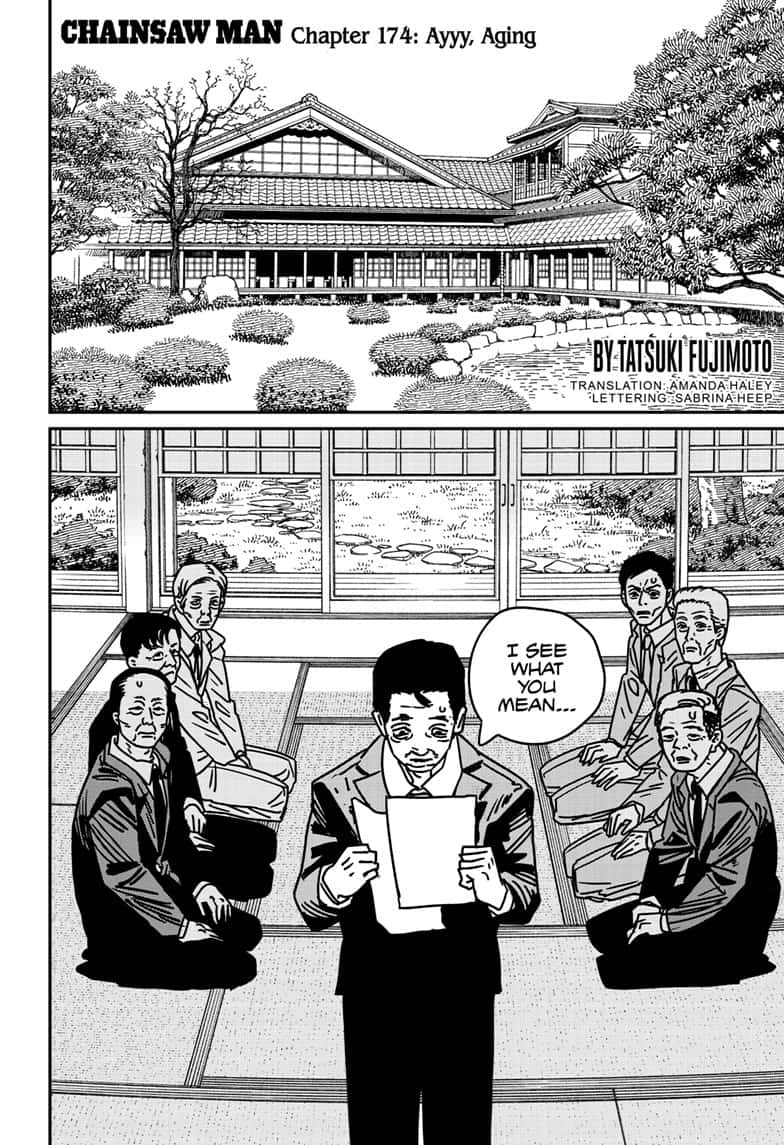 CHAINSAW MAN Chapter 174: Ayyy, Aging
BY TATSUKI FUJIMOTO
TRANSLATION: AMANDA HALEY
LETTERING: SABRINA HEEP
I SEE
WHAT
YOU
MEAN...